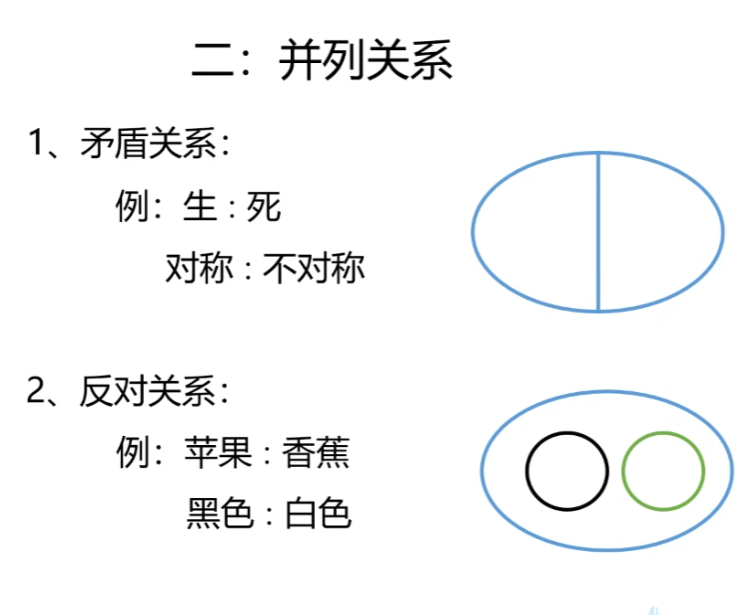 二：并列关系
1、矛盾关系：
例：生：死
对称：不对称
2、反对关系：
例：苹果：香蕉
黑色：白色